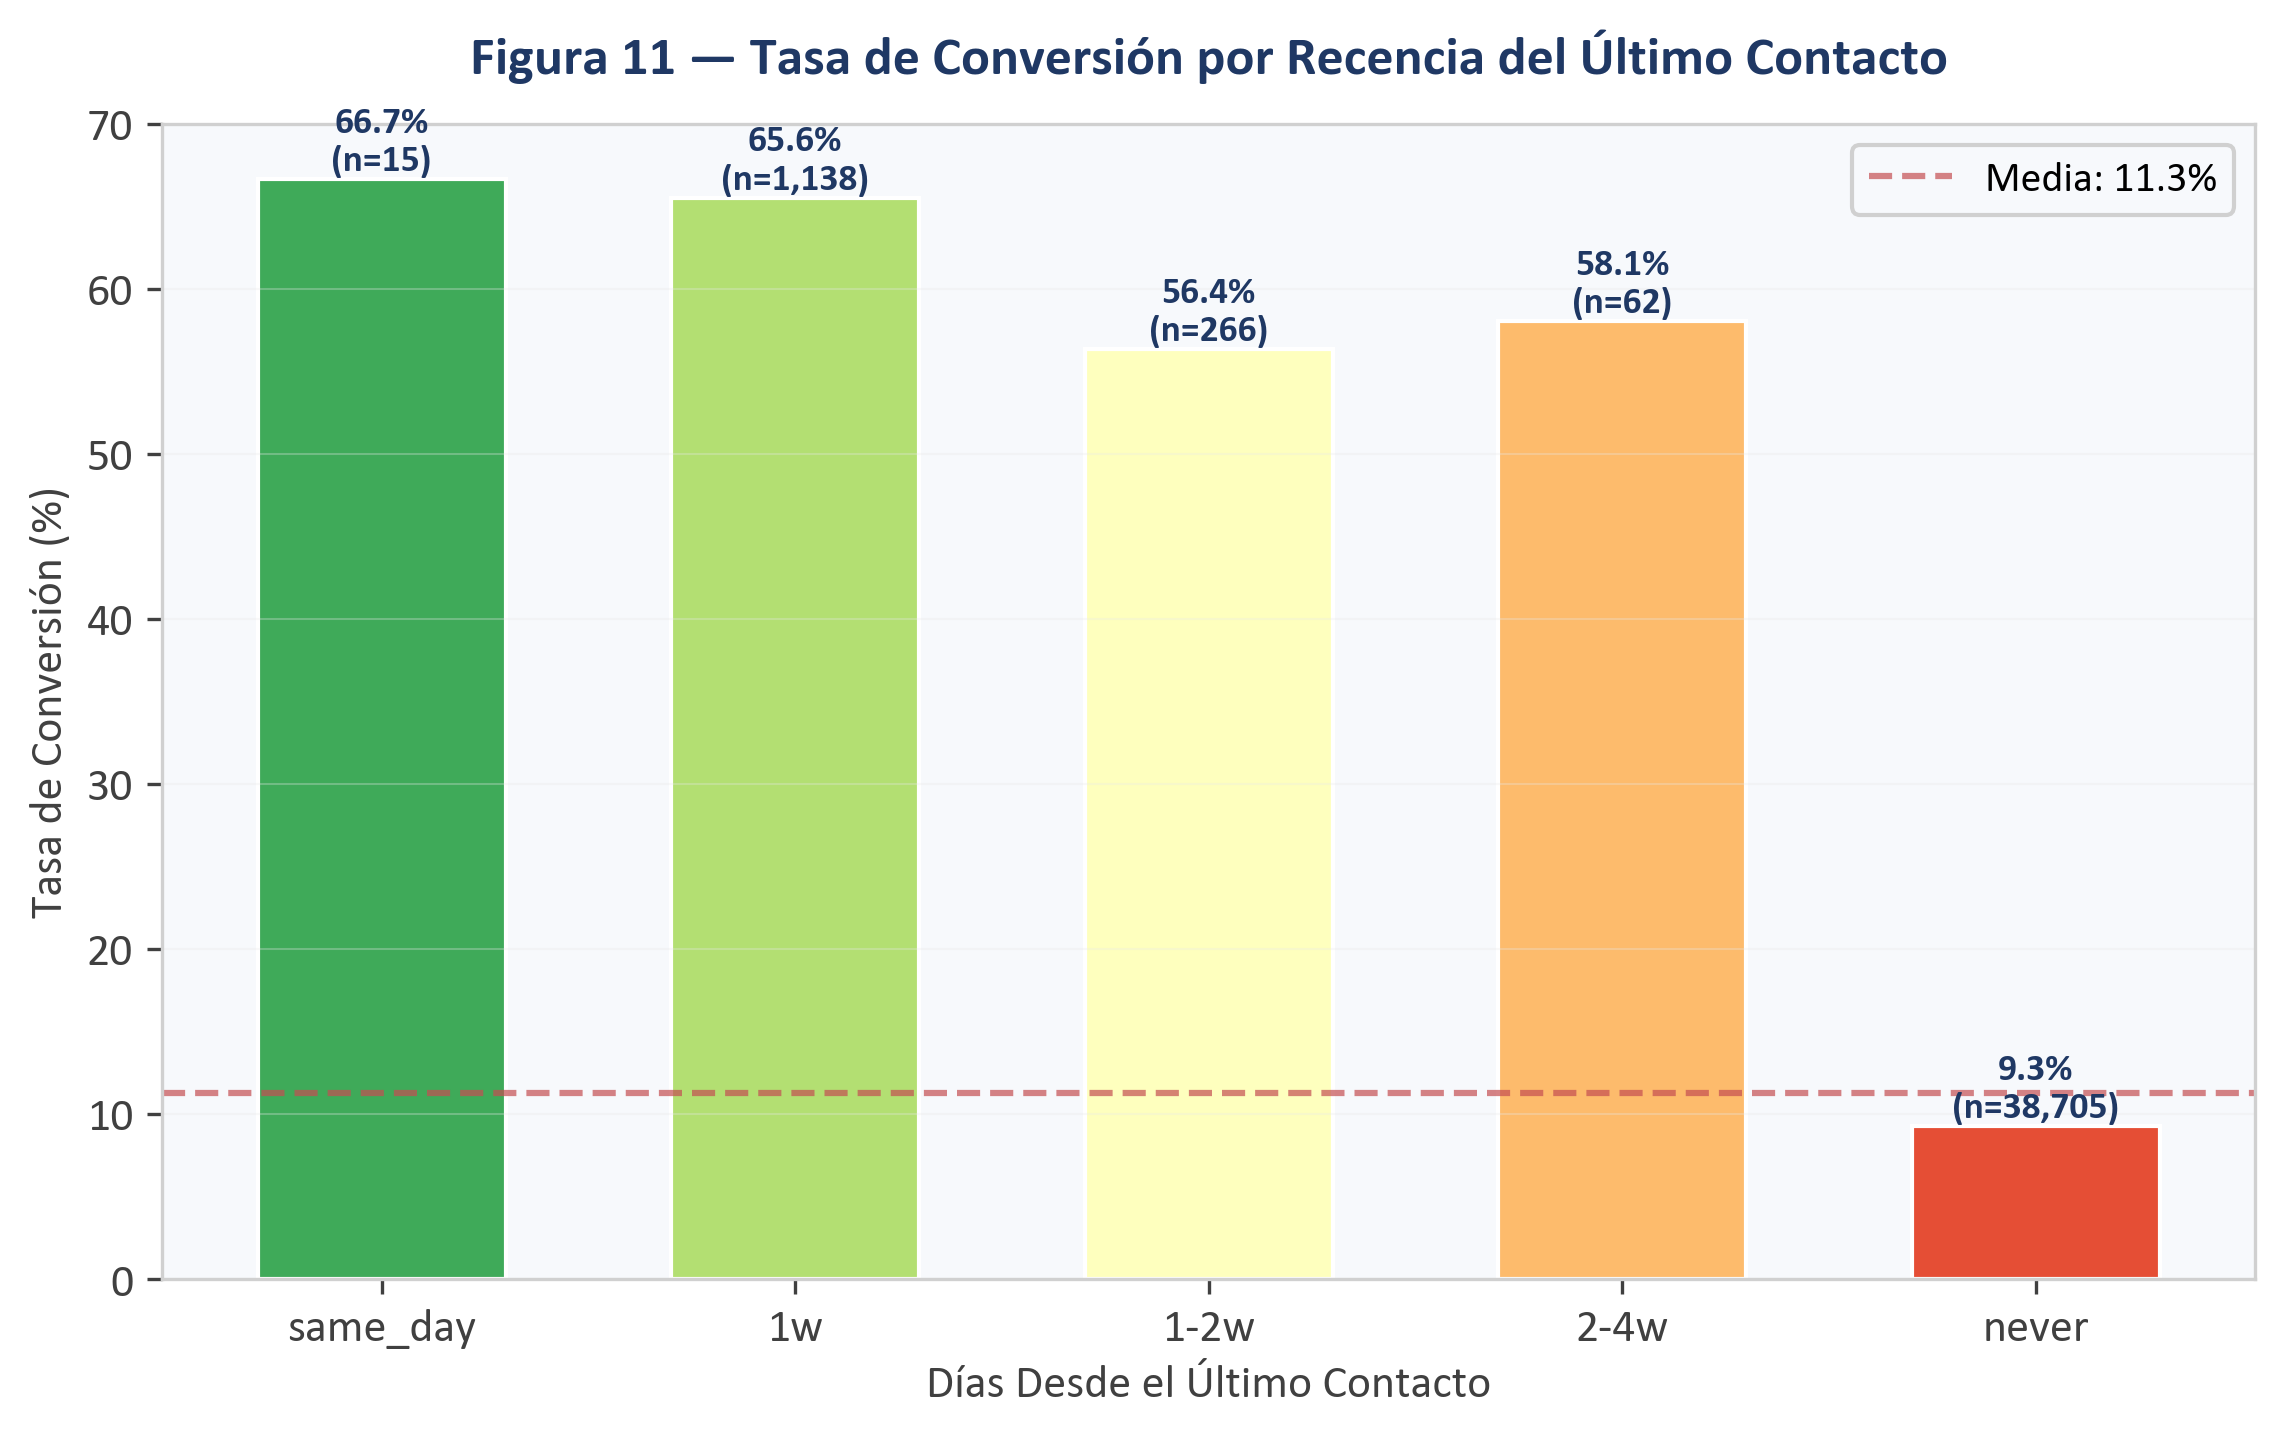 Figura 11 — Tasa de Conversión por Recencia del Último Contacto
Tasa de Conversión (%)
70
60
50
40
30
20
10
0
66.7%
(n=15)
65.6%
(n=1,138)
56.4%
(n=266)
58.1%
(n=62)
9.3%
(n=38,705)
Media: 11.3%
same_day
1w
1-2w
2-4w
never
Días Desde el Último Contacto